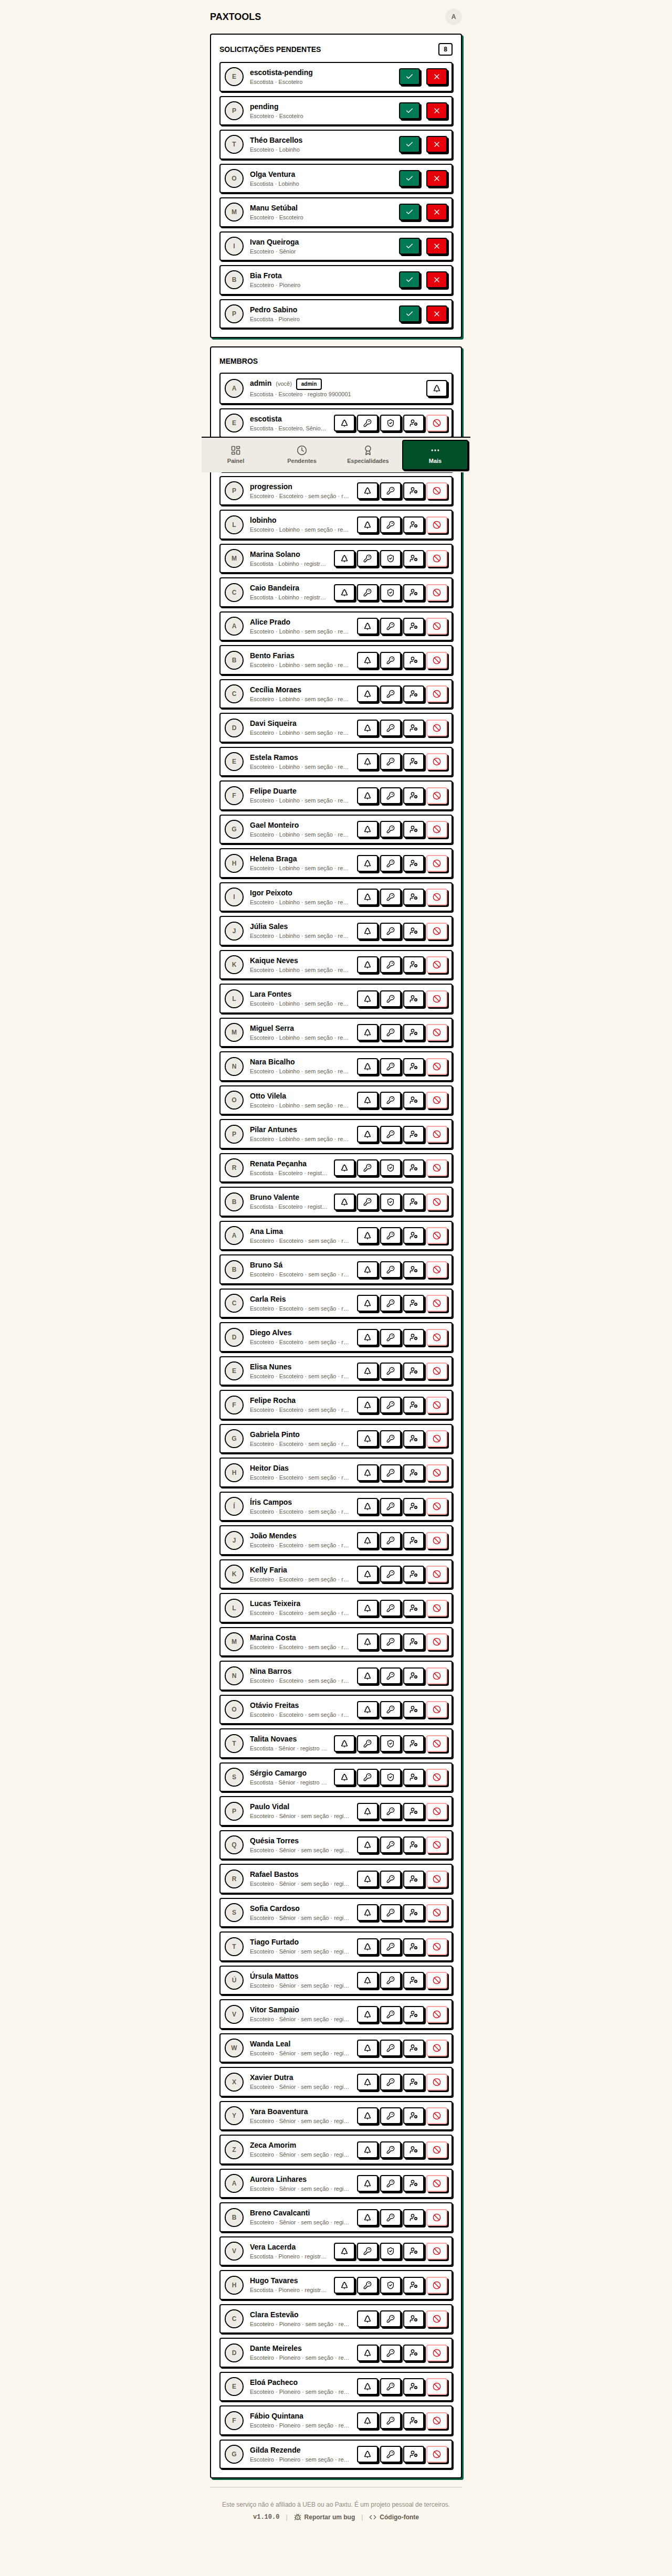 PAXTOOLS
A
SOLICITAÇÕES PENDENTES
8
E
escotista-pending
Escotista · Escoteiro
P
pending
Escoteiro · Escoteiro
T
Théo Barcellos
Escoteiro · Lobinho
O
Olga Ventura
Escotista · Lobinho
M
Manu Setúbal
Escoteiro · Escoteiro
I
Ivan Queiroga
Escoteiro · Sênior
B
Bia Frota
Escoteiro · Pioneiro
P
Pedro Sabino
Escotista · Pioneiro
MEMBROS
A
admin (você) admin
Escotista · Escoteiro · registro 9900001
E
escotista
Escotista · Escoteiro, Sênio…
Painel
Pendentes
Especialidades
Mais
P
progression
Escoteiro · Escoteiro · sem seção · r…
L
lobinho
Escoteiro · Lobinho · sem seção · re…
M
Marina Solano
Escotista · Lobinho · registr…
C
Caio Bandeira
Escotista · Lobinho · registr…
A
Alice Prado
Escoteiro · Lobinho · sem seção · re…
B
Bento Farias
Escoteiro · Lobinho · sem seção · re…
C
Cecília Moraes
Escoteiro · Lobinho · sem seção · re…
D
Davi Siqueira
Escoteiro · Lobinho · sem seção · re…
E
Estela Ramos
Escoteiro · Lobinho · sem seção · re…
F
Felipe Duarte
Escoteiro · Lobinho · sem seção · re…
G
Gael Monteiro
Escoteiro · Lobinho · sem seção · re…
H
Helena Braga
Escoteiro · Lobinho · sem seção · re…
I
Igor Peixoto
Escoteiro · Lobinho · sem seção · re…
J
Júlia Sales
Escoteiro · Lobinho · sem seção · re…
K
Kaique Neves
Escoteiro · Lobinho · sem seção · re…
L
Lara Fontes
Escoteiro · Lobinho · sem seção · re…
M
Miguel Serra
Escoteiro · Lobinho · sem seção · re…
N
Nara Bicalho
Escoteiro · Lobinho · sem seção · re…
O
Otto Vilela
Escoteiro · Lobinho · sem seção · re…
P
Pilar Antunes
Escoteiro · Lobinho · sem seção · re…
R
Renata Peçanha
Escotista · Escoteiro · regist…
B
Bruno Valente
Escotista · Escoteiro · regist…
A
Ana Lima
Escoteiro · Escoteiro · sem seção · r…
B
Bruno Sá
Escoteiro · Escoteiro · sem seção · r…
C
Carla Reis
Escoteiro · Escoteiro · sem seção · r…
D
Diego Alves
Escoteiro · Escoteiro · sem seção · r…
E
Elisa Nunes
Escoteiro · Escoteiro · sem seção · r…
F
Felipe Rocha
Escoteiro · Escoteiro · sem seção · r…
G
Gabriela Pinto
Escoteiro · Escoteiro · sem seção · r…
H
Heitor Dias
Escoteiro · Escoteiro · sem seção · r…
Í
Íris Campos
Escoteiro · Escoteiro · sem seção · r…
J
João Mendes
Escoteiro · Escoteiro · sem seção · r…
K
Kelly Faria
Escoteiro · Escoteiro · sem seção · r…
L
Lucas Teixeira
Escoteiro · Escoteiro · sem seção · r…
M
Marina Costa
Escoteiro · Escoteiro · sem seção · r…
N
Nina Barros
Escoteiro · Escoteiro · sem seção · r…
O
Otávio Freitas
Escoteiro · Escoteiro · sem seção · r…
T
Talita Novaes
Escotista · Sênior · registro …
S
Sérgio Camargo
Escotista · Sênior · registro …
P
Paulo Vidal
Escoteiro · Sênior · sem seção · regi…
Q
Quésia Torres
Escoteiro · Sênior · sem seção · regi…
R
Rafael Bastos
Escoteiro · Sênior · sem seção · regi…
S
Sofia Cardoso
Escoteiro · Sênior · sem seção · regi…
T
Tiago Furtado
Escoteiro · Sênior · sem seção · regi…
Ú
Úrsula Mattos
Escoteiro · Sênior · sem seção · regi…
V
Vitor Sampaio
Escoteiro · Sênior · sem seção · regi…
W
Wanda Leal
Escoteiro · Sênior · sem seção · regi…
X
Xavier Dutra
Escoteiro · Sênior · sem seção · regi…
Y
Yara Boaventura
Escoteiro · Sênior · sem seção · regi…
Z
Zeca Amorim
Escoteiro · Sênior · sem seção · regi…
A
Aurora Linhares
Escoteiro · Sênior · sem seção · regi…
B
Breno Cavalcanti
Escoteiro · Sênior · sem seção · regi…
V
Vera Lacerda
Escotista · Pioneiro · registr…
H
Hugo Tavares
Escotista · Pioneiro · registr…
C
Clara Estevão
Escoteiro · Pioneiro · sem seção · re…
D
Dante Meireles
Escoteiro · Pioneiro · sem seção · re…
E
Eloá Pacheco
Escoteiro · Pioneiro · sem seção · re…
F
Fábio Quintana
Escoteiro · Pioneiro · sem seção · re…
G
Gilda Rezende
Escoteiro · Pioneiro · sem seção · re…
Este serviço não é afiliado à UEB ou ao Paxtu. É um projeto pessoal de terceiros.
v1.10.0 | Reportar um bug | Código-fonte